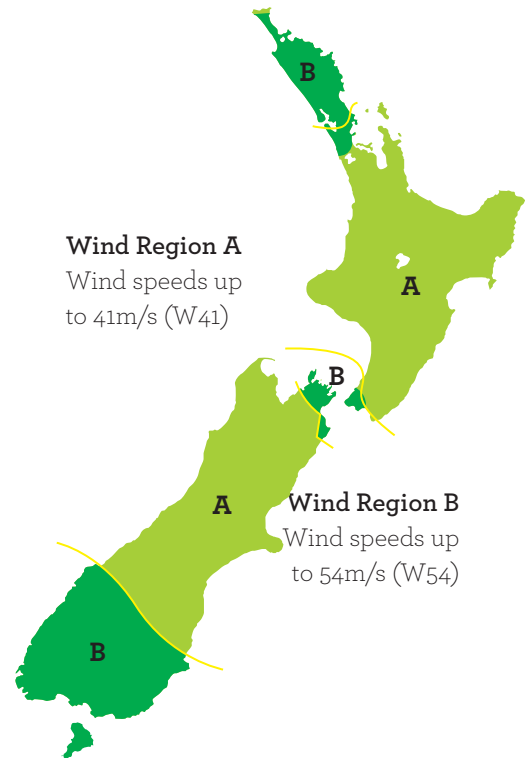 B
Wind Region A
Wind speeds up
to 41m/s (W41)
A
B
A
Wind Region B
Wind speeds up
to 54m/s (W54)
B